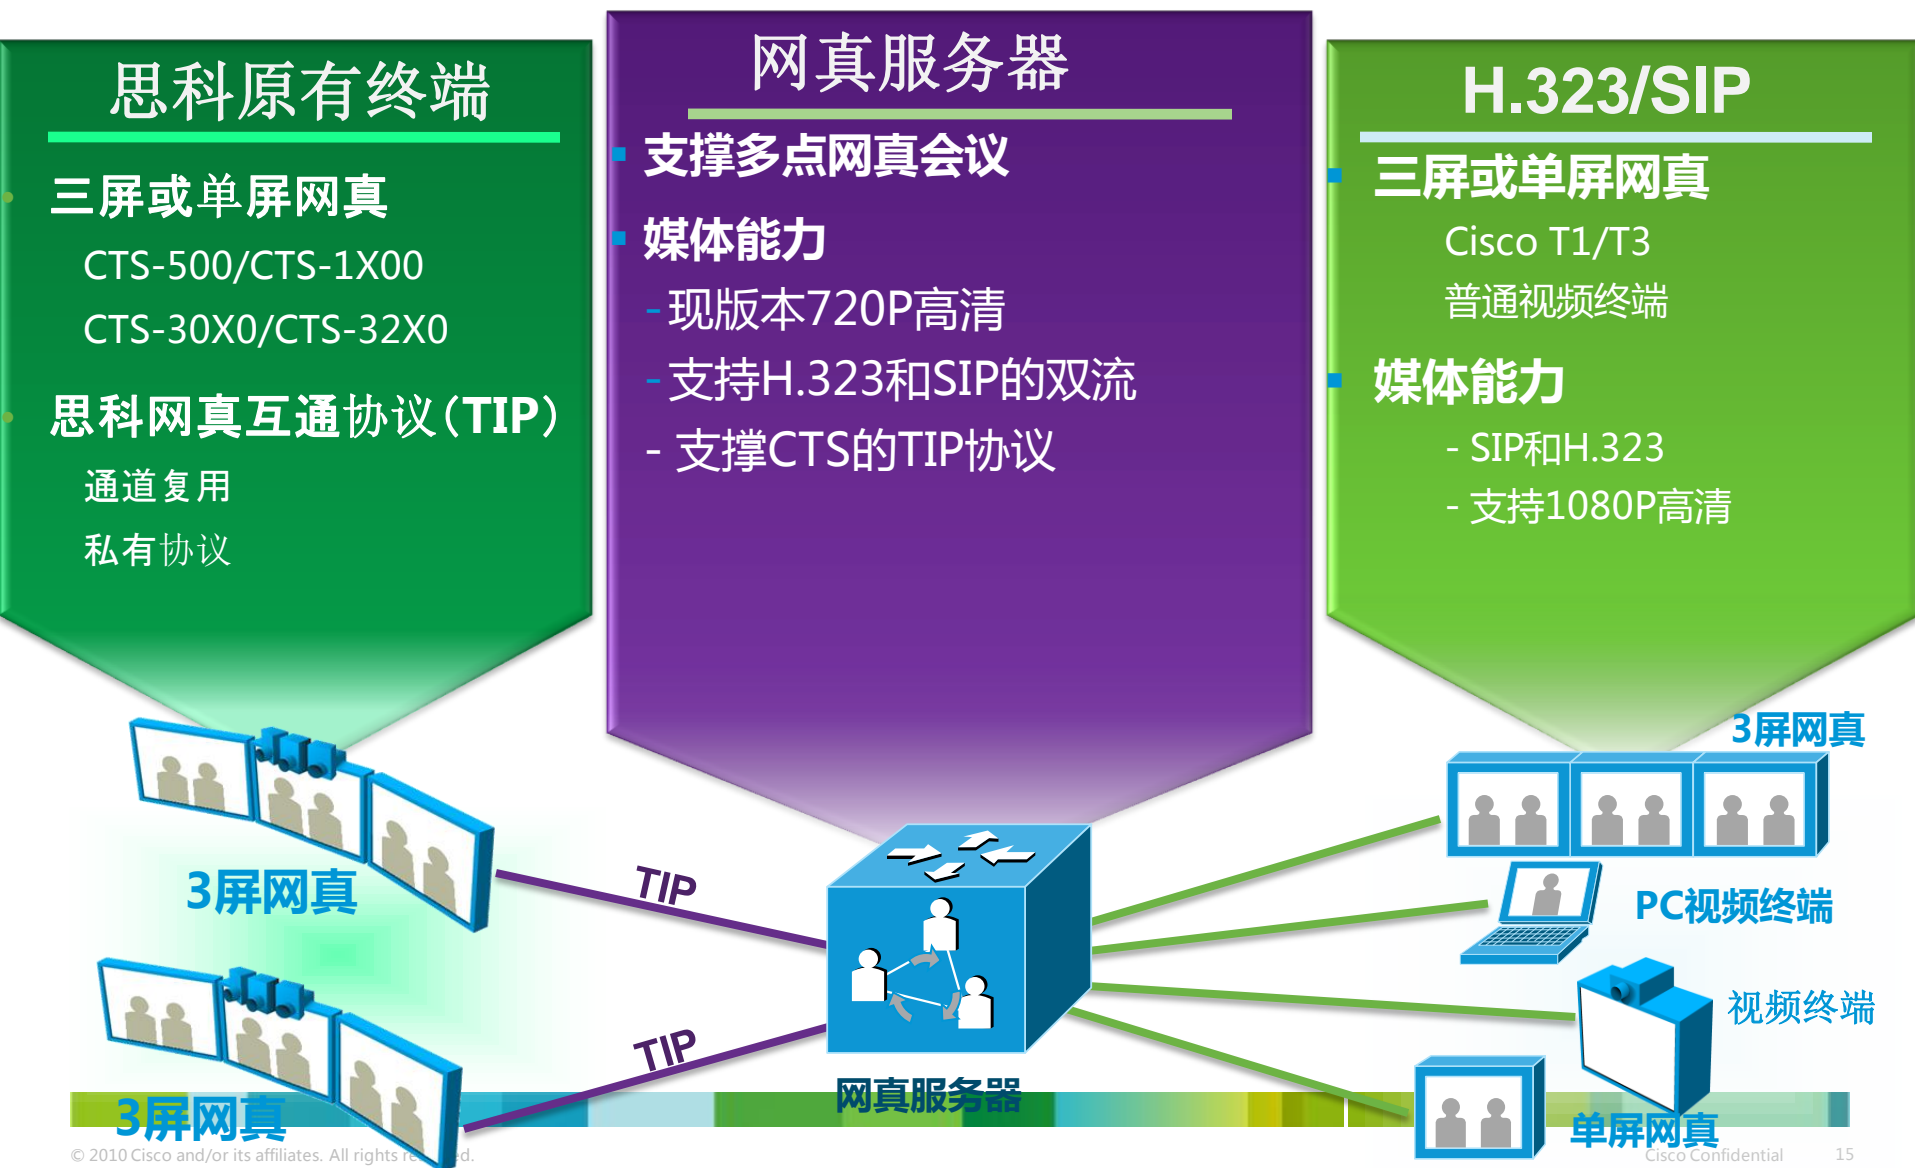 思科原有终端
三屏或单屏网真
CTS-500/CTS-1X00
CTS-30X0/CTS-32X0
思科网真互通协议(TIP)
通道复用
私有协议
网真服务器
支撑多点网真会议
媒体能力
-现版本720P高清
-支持H.323和SIP的双流
- 支撑CTS的TIP协议
H.323/SIP
三屏或单屏网真
Cisco T1/T3
普通视频终端
媒体能力
- SIP和H.323
- 支持1080P高清
3屏网真
3屏网真
TIP
PC视频终端
视频终端
TIP
网真服务器
3屏网真
单屏网真
© 2010 Cisco and/or its affiliates. All rights re d.
Cisco Confidential
15